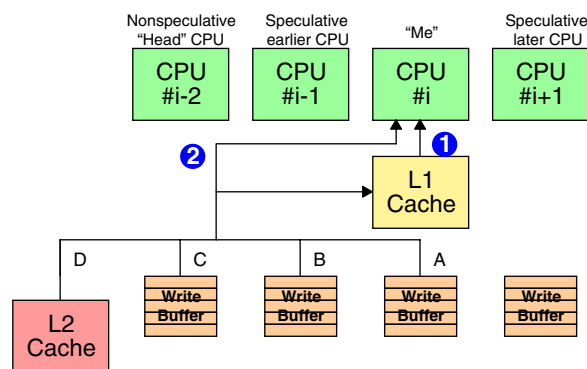 Nonspeculative
“Head” CPU
Speculative
earlier CPU
“Me”
Speculative
later CPU
CPU
#i-2
CPU
#i-1
CPU
#i
CPU
#i+1
2
1
L1
Cache
D
C
B
A
Write
Buffer
Write
Buffer
Write
Buffer
Write
Buffer
L2
Cache